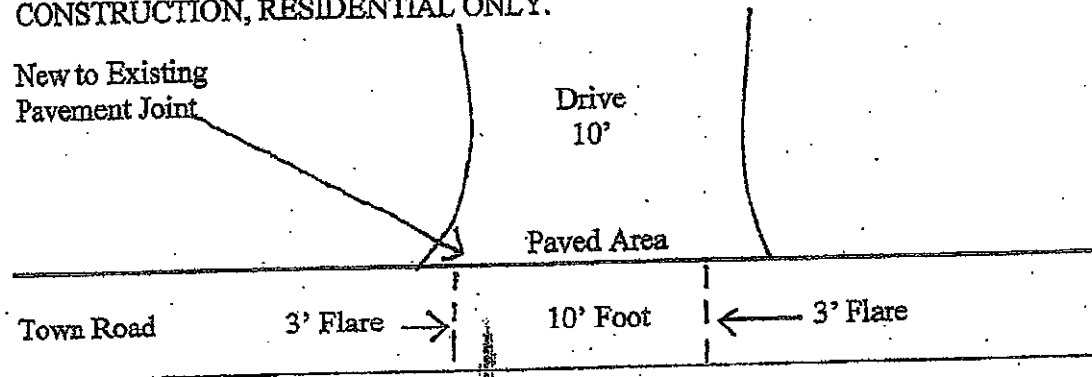 CONSTRUCTION, RESIDENTIAL ONLY.
New to Existing
Pavement Joint
Drive
10'
Paved Area
Town Road
3' Flare
10' Foot
3' Flare